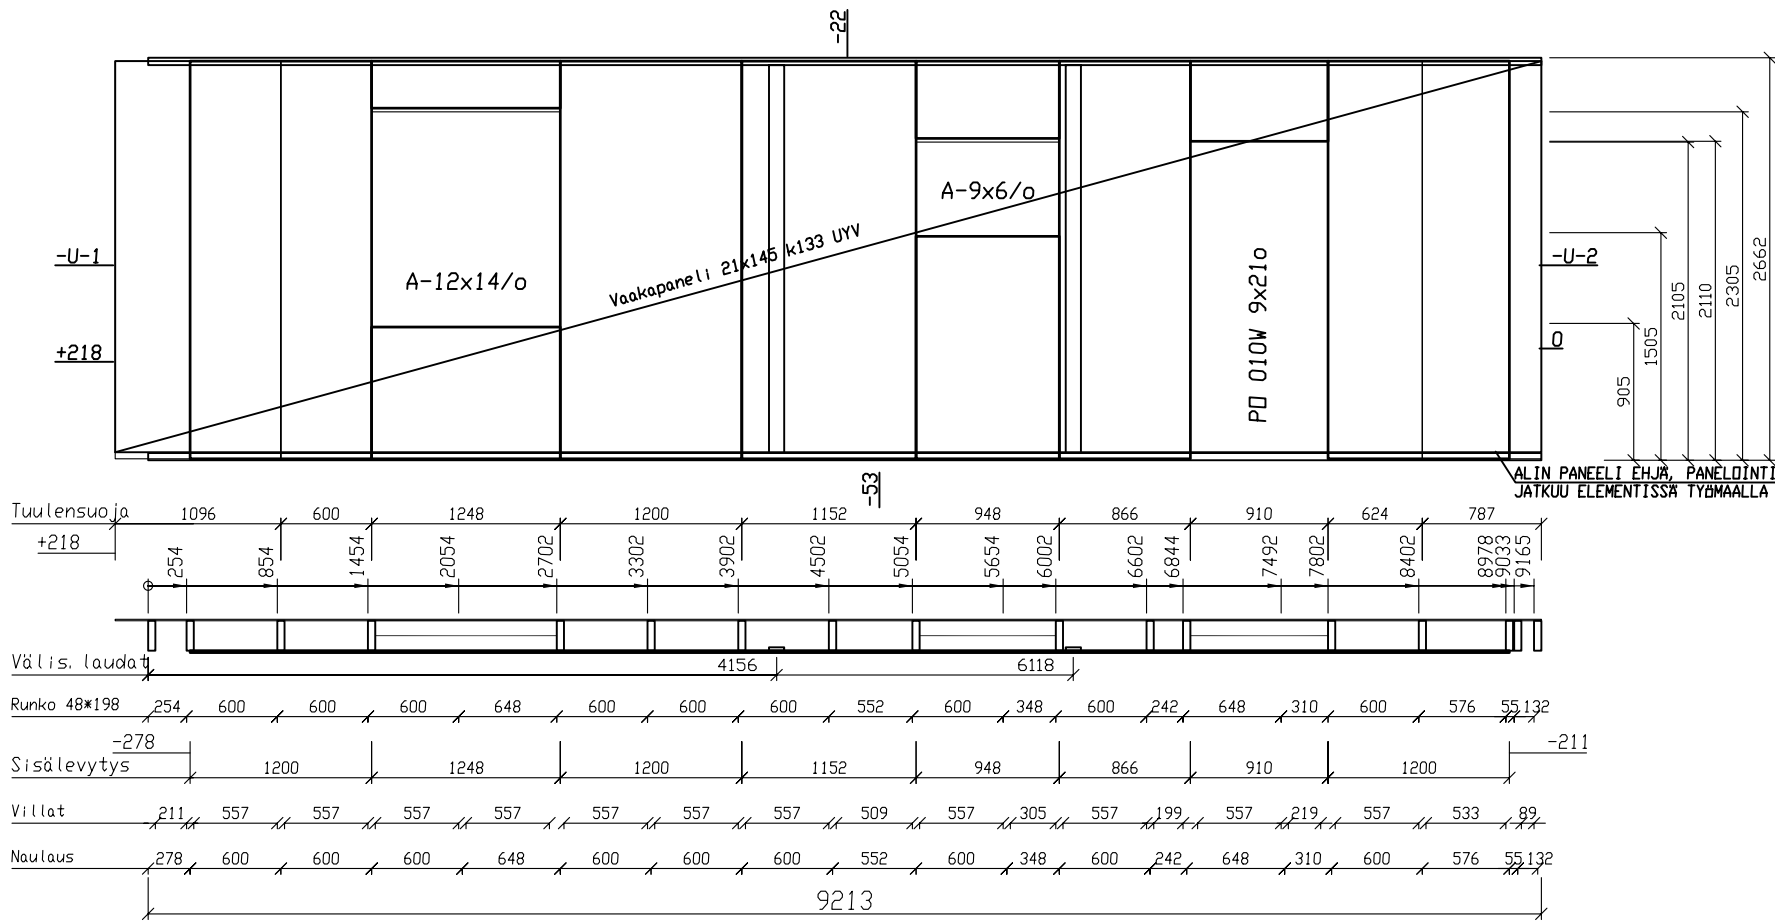 -22
-U-1
+218
A-12x14/o
Vaakapaneli 21x145 k133 UYV
A-9x6/o
PO 010W 9x21o
-U-2
0
905
1505
2105
2110
2305
2662
-53
ALIN PANEELI EHJÄ, PANELOINTI
JATKUU ELEMENTISSÄ TYÖMAALLA
Tuulensuoja 1096 600 1248 1200 1152 948 866 910 624 787
+218
254 854 1454 2054 2702 3302 3902 4502 5054 5654 6002 6602 6844 7492 7802 8402 8978 9033 9165
Välis. laudat 4156 6118
Runko 48*198 254 600 600 600 648 600 600 600 552 600 348 600 242 648 310 600 576 55 132
-278 -211
Sisälevytys 1200 1248 1200 1152 948 866 910 1200
Villat 211 557 557 557 557 557 557 557 509 557 305 557 199 557 219 557 533 89
Naulaus 278 600 600 600 648 600 600 600 552 600 348 600 242 648 310 600 576 55 132
9213